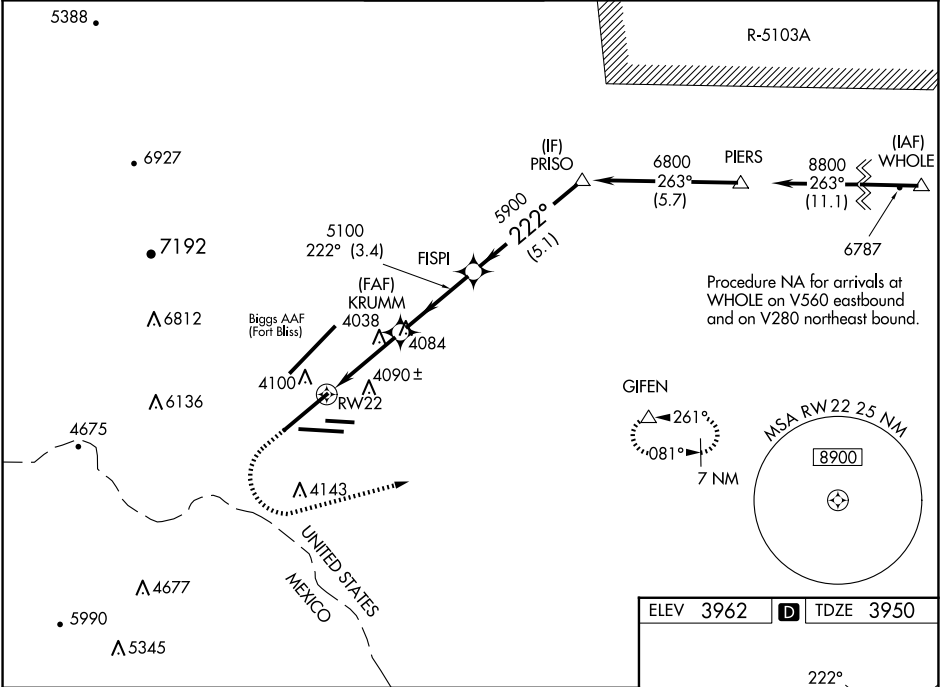 5388
R-5103A
6927
(IF)
PRISO
6800
263°
(5.7)
PIERS
8800
263°
(11.1)
(IAF)
WHOLE
6787
5900
222°
(5.1)
5100
222° (3.4)
FISPI
7192
(FAF)
KRUMM
Procedure NA for arrivals at
WHOLE on V560 eastbound
and on V280 northeast bound.
6812
Biggs AAF
(Fort Bliss)
4038
4084
4100
4090±
RW22
6136
4675
GIFEN
261°
081°
7 NM
MSA RW 22 25 NM
8900
4143
UNITED STATES
MEXICO
4677
5990
5345
ELEV 3962 D TDZE 3950
222°